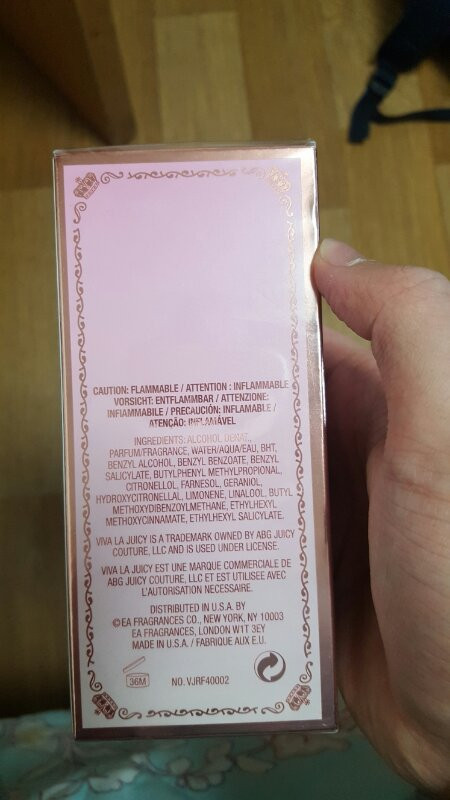 CAUTION: FLAMMABLE / ATTENTION : INFLAMMABLE
VORSICHT: ENTFLAMMBAR / ATTENZIONE:
INFIAMMABILE / PRECAUCIÓN: INFLAMABLE /
ATENÇÃO: INFLAMÁVEL
INGREDIENTS: ALCOHOL DENAT.,
PARFUM/FRAGRANCE, WATER/AQUA/EAU, BHT,
BENZYL ALCOHOL, BENZYL BENZOATE, BENZYL
SALICYLATE, BUTYLPHENYL METHYLPROPIONAL,
CITRONELLOL, FARNESOL, GERANIOL,
HYDROXYCITRONELLAL, LIMONENE, LINALOOL, BUTYL
METHOXYDIBENZOYLMETHANE, ETHYLHEXYL
METHOXYCINNAMATE, ETHYLHEXYL SALICYLATE.
VIVA LA JUICY IS A TRADEMARK OWNED BY ABG JUICY
COUTURE, LLC AND IS USED UNDER LICENSE.
VIVA LA JUICY EST UNE MARQUE COMMERCIALE DE
ABG JUICY COUTURE, LLC ET EST UTILISEE AVEC
L'AUTORISATION NECESSAIRE.
DISTRIBUTED IN U.S.A. BY
©EA FRAGRANCES CO., NEW YORK, NY 10003
EA FRAGRANCES, LONDON W1T 3EY
MADE IN U.S.A. / FABRIQUE AUX E.U.
36M
NO. VJRF40002